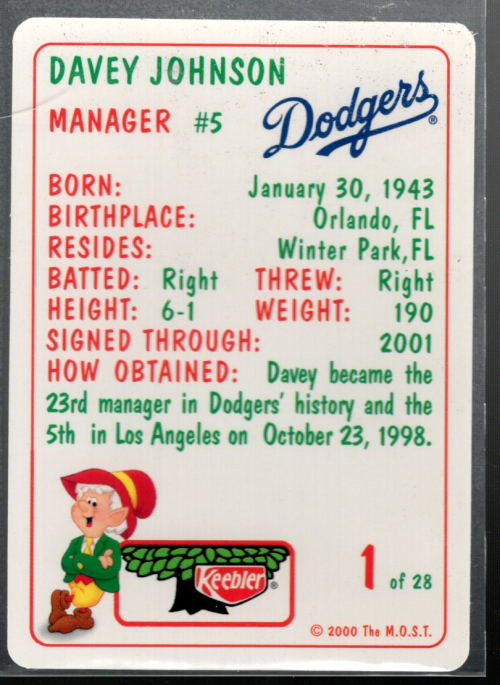 DAVEY JOHNSON
MANAGER #5 Dodgers®
BORN: January 30, 1943
BIRTHPLACE: Orlando, FL
RESIDES: Winter Park,FL
BATTED: Right THREW: Right
HEIGHT: 6-1 WEIGHT: 190
SIGNED THROUGH: 2001
HOW OBTAINED: Davey became the
23rd manager in Dodgers' history and the
5th in Los Angeles on October 23, 1998.
Keebler®
1 of 28
© 2000 The M.O.S.T.